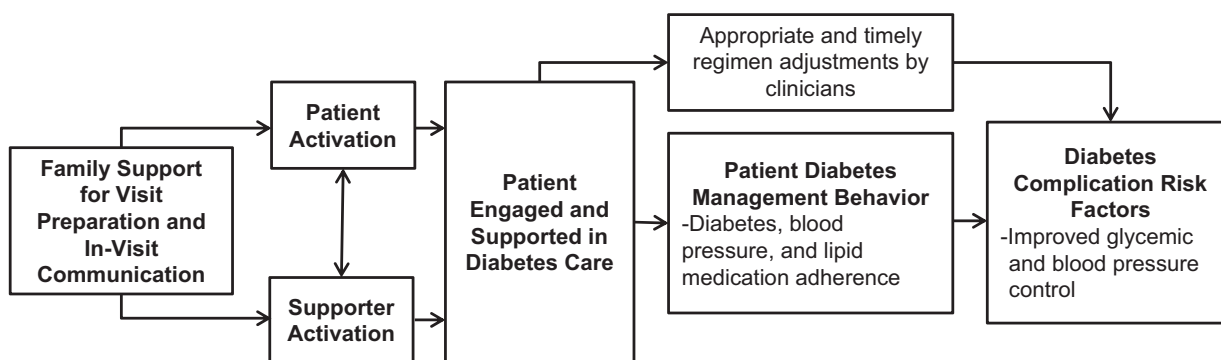 Family Support
for Visit
Preparation and
In-Visit
Communication
Patient
Activation
Supporter
Activation
Patient
Engaged and
Supported in
Diabetes Care
Appropriate and timely
regimen adjustments by
clinicians
Patient Diabetes
Management Behavior
-Diabetes, blood
pressure, and lipid
medication adherence
Diabetes
Complication Risk
Factors
-Improved glycemic
and blood pressure
control